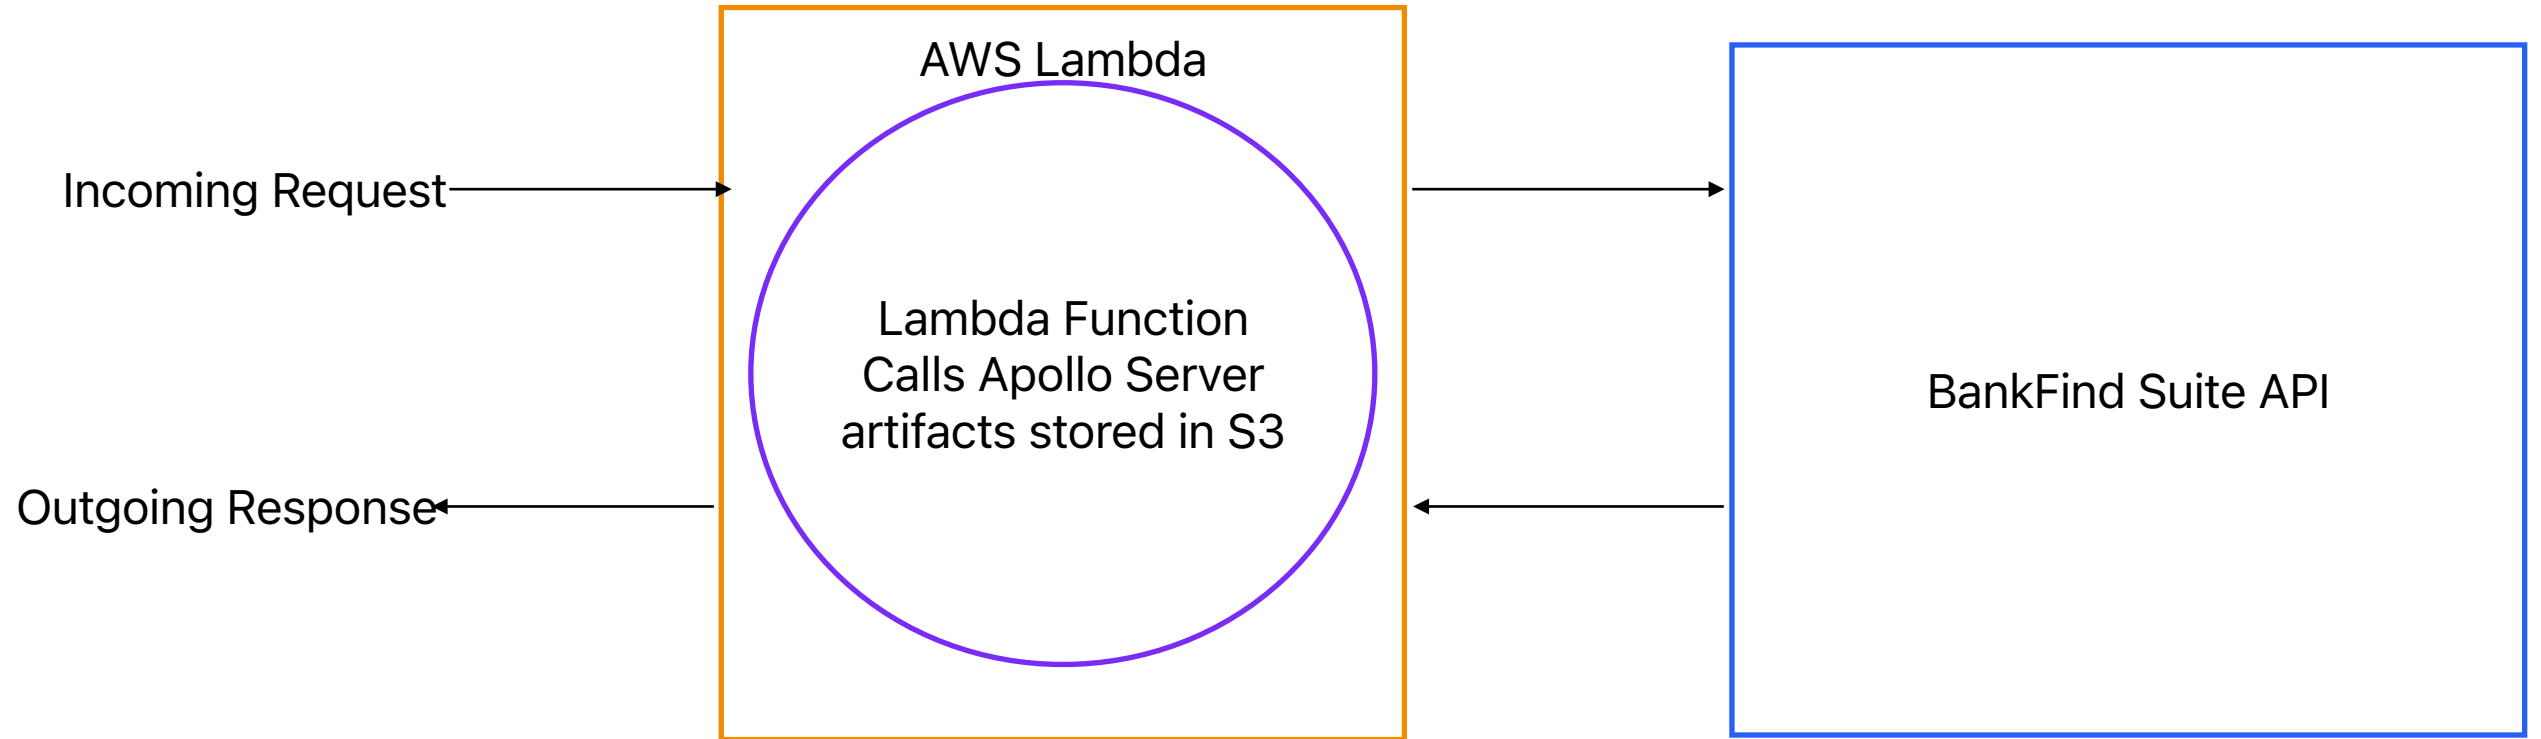 AWS Lambda
Incoming Request
Lambda Function
Calls Apollo Server
artifacts stored in S3
BankFind Suite API
Outgoing Response